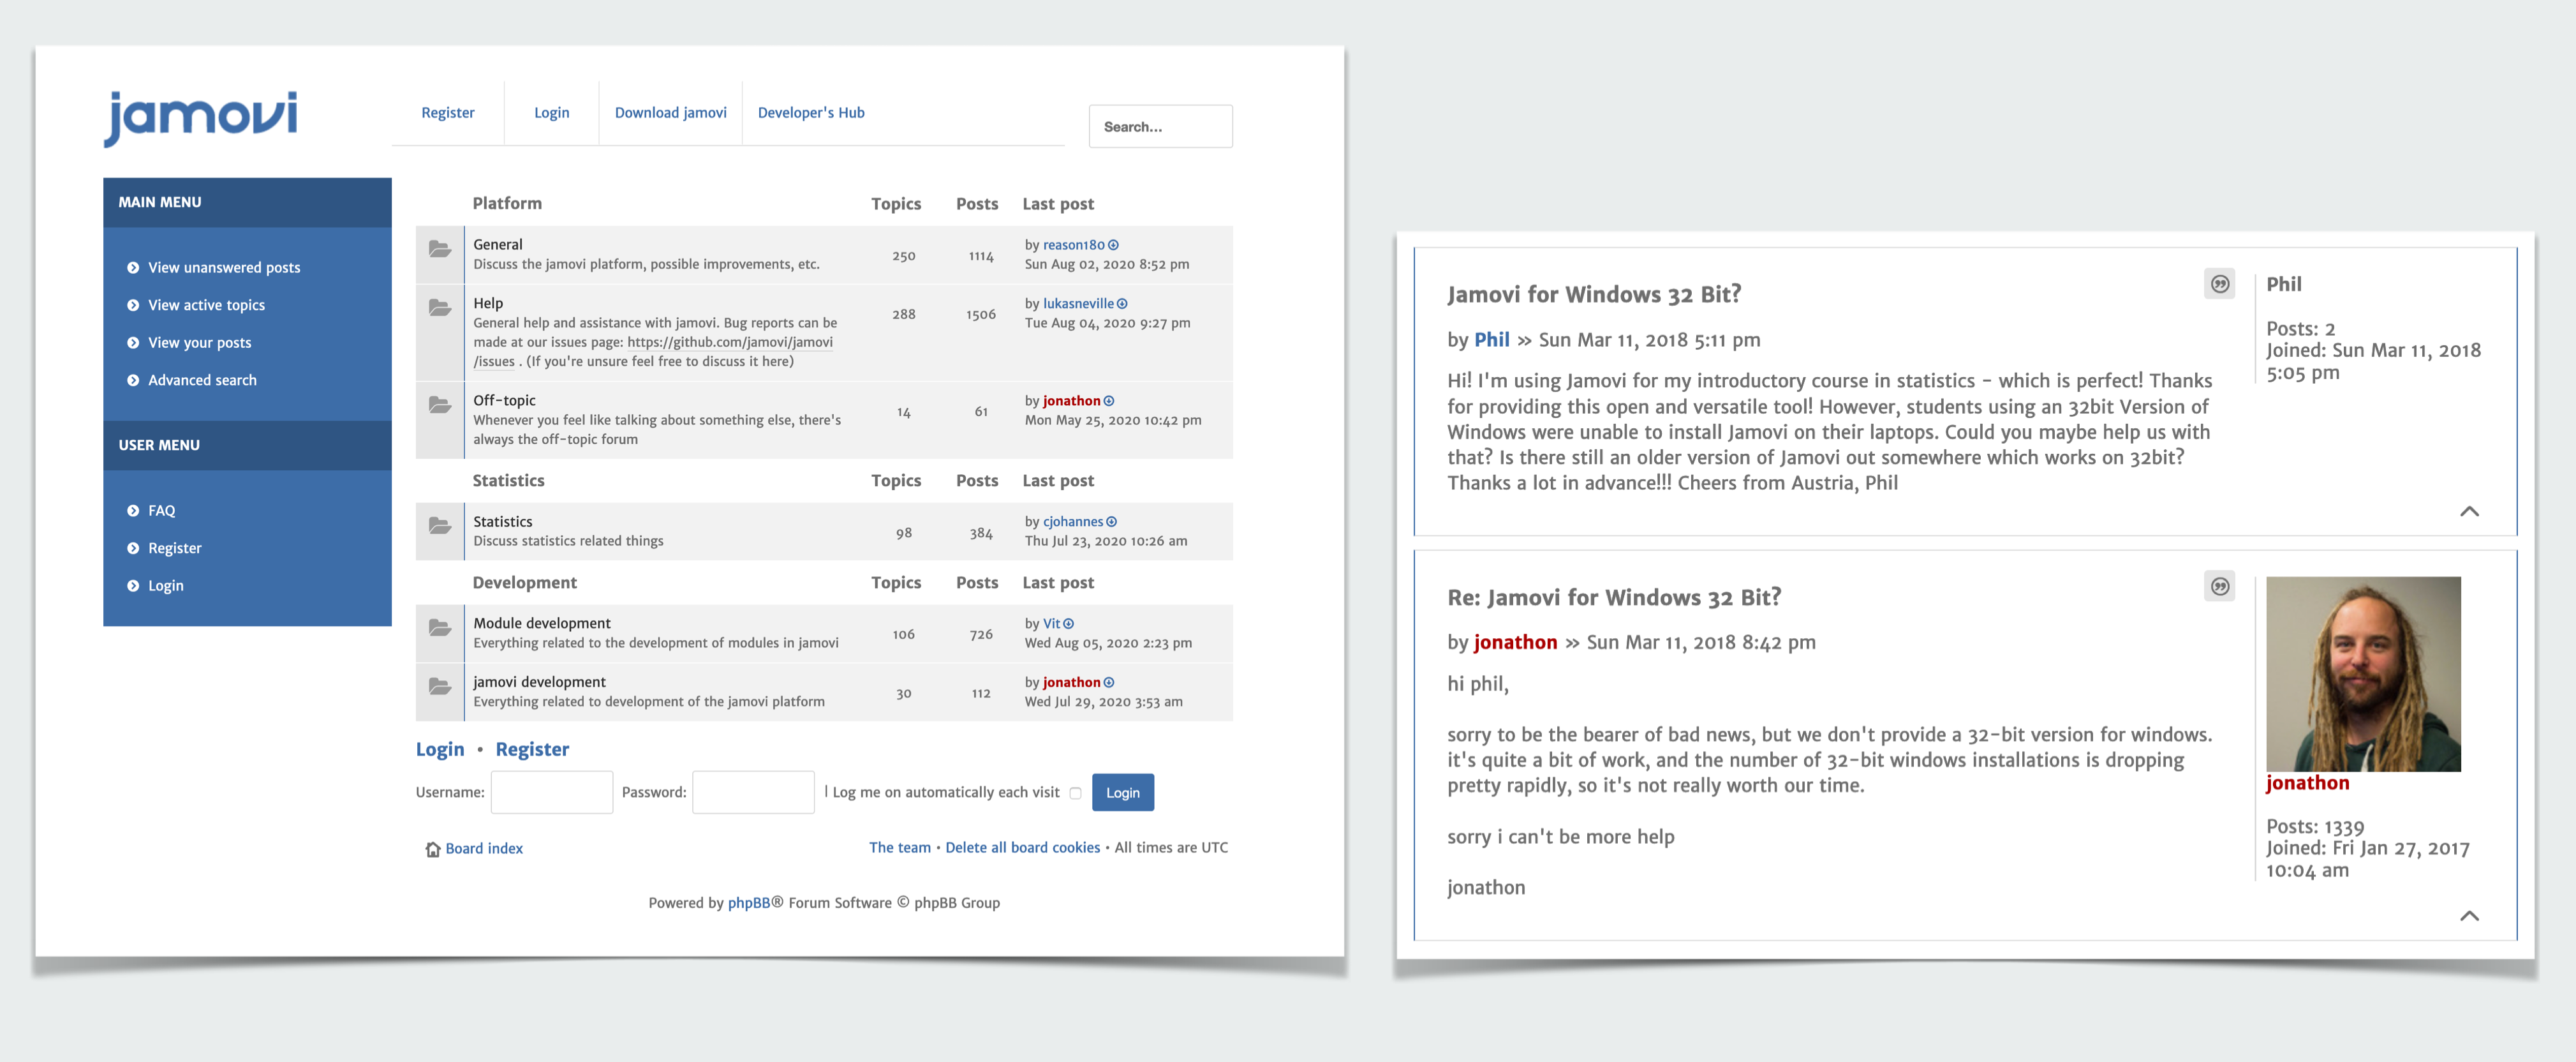 jamovi
Register
Login
Download jamovi
Developer's Hub
Search...
MAIN MENU
View unanswered posts
View active topics
View your posts
Advanced search
USER MENU
FAQ
Register
Login
Platform Topics Posts Last post
General
Discuss the jamovi platform, possible improvements, etc.
250
1114
by reason180
Sun Aug 02, 2020 8:52 pm
Help
General help and assistance with jamovi. Bug reports can be
made at our issues page: https://github.com/jamovi/jamovi
/issues . (If you're unsure feel free to discuss it here)
288
1506
by lukasneville
Tue Aug 04, 2020 9:27 pm
Off-topic
Whenever you feel like talking about something else, there's
always the off-topic forum
14
61
by jonathon
Mon May 25, 2020 10:42 pm
Statistics Topics Posts Last post
Statistics
Discuss statistics related things
98
384
by cjohannes
Thu Jul 23, 2020 10:26 am
Development Topics Posts Last post
Module development
Everything related to the development of modules in jamovi
106
726
by Vit
Wed Aug 05, 2020 2:23 pm
jamovi development
Everything related to development of the jamovi platform
30
112
by jonathon
Wed Jul 29, 2020 3:53 am
Login • Register
Username: Password: | Log me on automatically each visit Login
Board index
The team • Delete all board cookies • All times are UTC
Powered by phpBB® Forum Software © phpBB Group
Jamovi for Windows 32 Bit?
by Phil » Sun Mar 11, 2018 5:11 pm
Hi! I'm using Jamovi for my introductory course in statistics - which is perfect! Thanks
for providing this open and versatile tool! However, students using an 32bit Version of
Windows were unable to install Jamovi on their laptops. Could you maybe help us with
that? Is there still an older version of Jamovi out somewhere which works on 32bit?
Thanks a lot in advance!!! Cheers from Austria, Phil
Phil
Posts: 2
Joined: Sun Mar 11, 2018
5:05 pm
Re: Jamovi for Windows 32 Bit?
by jonathon » Sun Mar 11, 2018 8:42 pm
hi phil,
sorry to be the bearer of bad news, but we don't provide a 32-bit version for windows.
it's quite a bit of work, and the number of 32-bit windows installations is dropping
pretty rapidly, so it's not really worth our time.
sorry i can't be more help
jonathon
jonathon
Posts: 1339
Joined: Fri Jan 27, 2017
10:04 am